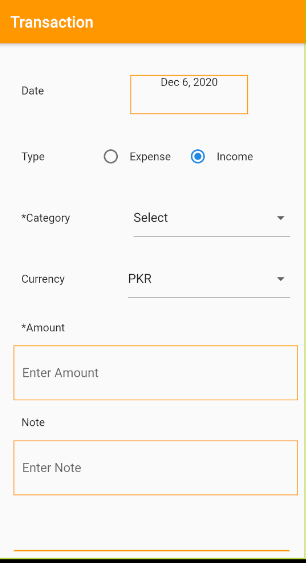 Transaction
Date Dec 6, 2020
Type Expense Income
*Category Select
Currency PKR
*Amount
Enter Amount
Note
Enter Note